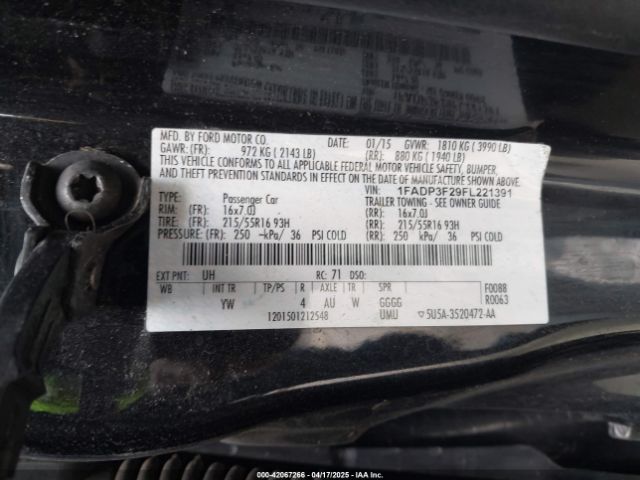 MFD. BY FORD MOTOR CO.
DATE: 01/15 GVWR: 1810 KG ( 3990 LB)
GAWR: (FR): 972 KG ( 2143 LB) (RR): 880 KG ( 1940 LB)
THIS VEHICLE CONFORMS TO ALL APPLICABLE FEDERAL MOTOR VEHICLE SAFETY, BUMPER,
AND THEFT PREVENTION STANDARDS IN EFFECT ON THE DATE OF MANUFACTURE SHOWN ABOVE.
VIN: 1FADP3F29FL221391
TYPE: Passenger Car TRAILER TOWING - SEE OWNER GUIDE
RIM: (FR): 16x7.0J (RR): 16x7.0J
TIRE: (FR): 215/55R16 93H (RR): 215/55R16 93H
PRESSURE: (FR): 250 kPa/ 36 PSI COLD (RR): 250 kPa/ 36 PSI COLD
EXT PNT: UH RC: 71 DSO:
WB INT TR TP/PS R AXLE TR SPR F0088
YW 4 AU W GGGG R0063
1201501212548 UMU 5U5A-3520472-AA
000-42067266 - 04/17/2025 - IAAI.COM